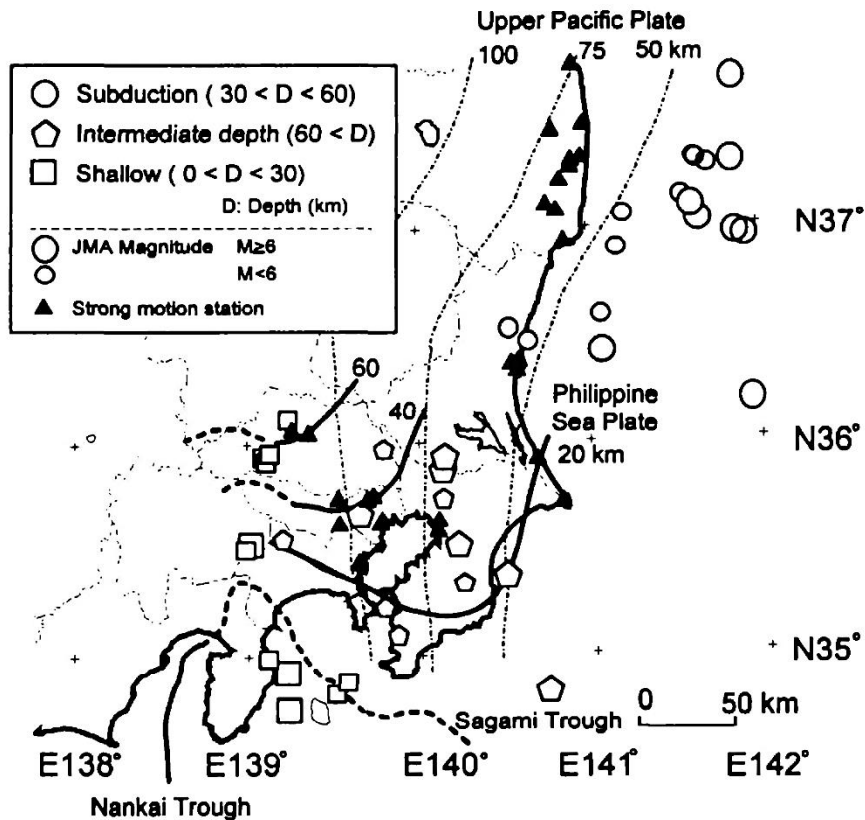 Upper Pacific Plate
100 75 50 km
Subduction ( 30 < D < 60)
Intermediate depth (60 < D)
Shallow ( 0 < D < 30)
D: Depth (km)
JMA Magnitude M≥6
M<6
Strong motion station
N37°
60
40
Philippine
Sea Plate
20 km
N36°
N35°
0 50 km
Sagami Trough
E138° E139° E140° E141° E142°
Nankai Trough